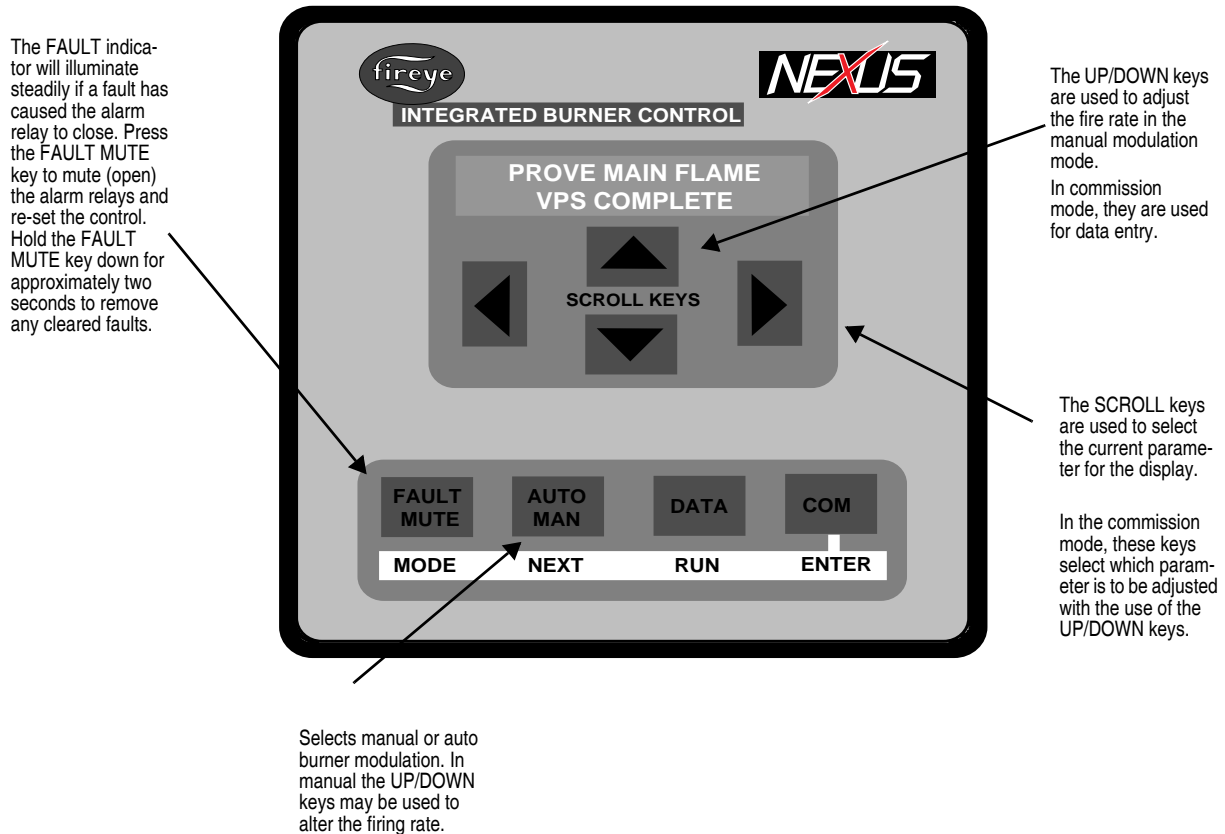 The FAULT indica-
tor will illuminate
steadily if a fault has
caused the alarm
relay to close. Press
the FAULT MUTE
key to mute (open)
the alarm relays and
re-set the control.
Hold the FAULT
MUTE key down for
approximately two
seconds to remove
any cleared faults.
fireye
NEXUS
INTEGRATED BURNER CONTROL
PROVE MAIN FLAME
VPS COMPLETE
SCROLL KEYS
The UP/DOWN keys
are used to adjust
the fire rate in the
manual modulation
mode.
In commission
mode, they are used
for data entry.
The SCROLL keys
are used to select
the current parame-
ter for the display.
In the commission
mode, these keys
select which param-
eter is to be adjusted
with the use of the
UP/DOWN keys.
FAULT
MUTE
AUTO
MAN
DATA
COM
MODE
NEXT
RUN
ENTER
Selects manual or auto
burner modulation. In
manual the UP/DOWN
keys may be used to
alter the firing rate.